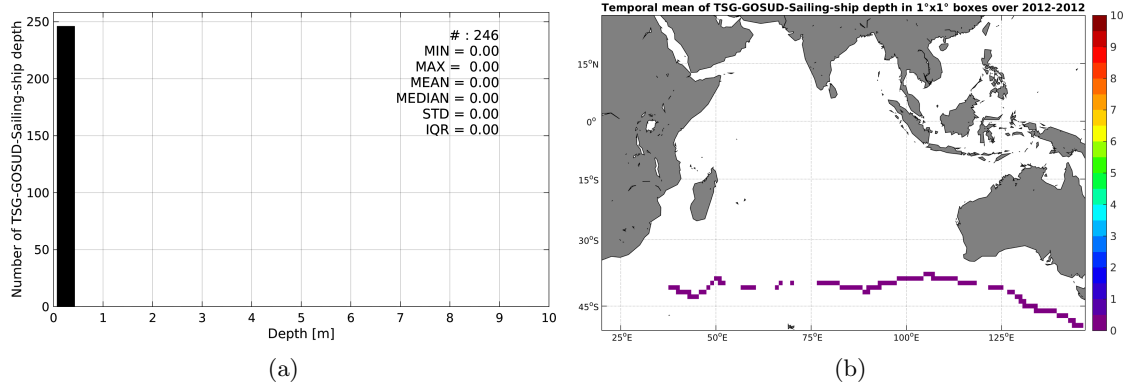 Number of TSG-GOSUD-Sailing-ship depth
250
200
150
100
50
0
# : 246
MIN = 0.00
MAX = 0.00
MEAN = 0.00
MEDIAN = 0.00
STD = 0.00
IQR = 0.00
0 1 2 3 4 5 6 7 8 9 10
Depth [m]
(a)
Temporal mean of TSG-GOSUD-Sailing-ship depth in 1°x1° boxes over 2012-2012
15°N
0°
15°S
30°S
45°S
25°E 50°E 75°E 100°E 125°E
10
9
8
7
6
5
4
3
2
1
0
(b)